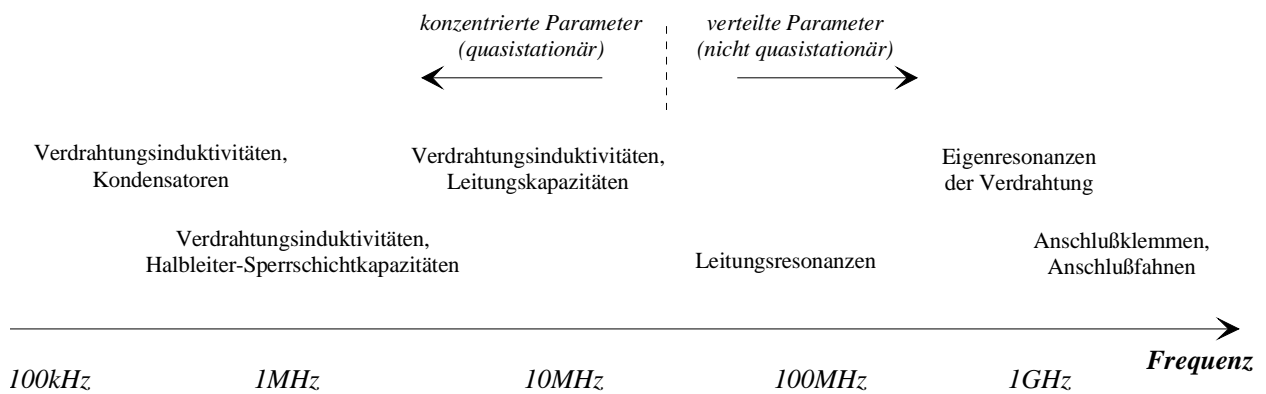 konzentrierte Parameter
(quasistationär)
verteilte Parameter
(nicht quasistationär)
Verdrahtungsinduktivitäten,
Kondensatoren
Verdrahtungsinduktivitäten,
Leitungskapazitäten
Eigenresonanzen
der Verdrahtung
Verdrahtungsinduktivitäten,
Halbleiter-Sperrschichtkapazitäten
Leitungsresonanzen
Anschlußklemmen,
Anschlußfahnen
Frequenz
100kHz 1MHz 10MHz 100MHz 1GHz